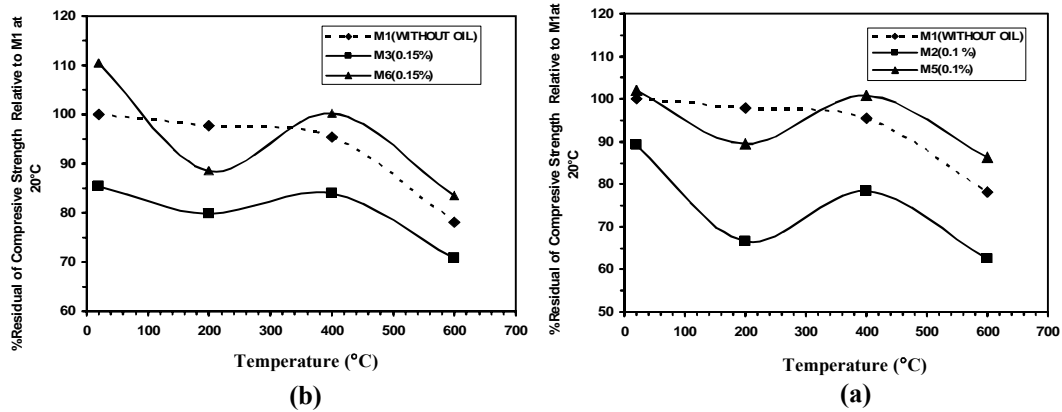 %Residual of Compresive Strength Relative to M1 at
20°C
120
110
100
90
80
70
60
0
100
200
300
400
500
600
700
M1(WITHOUT OIL)
M3(0.15%)
M6(0.15%)
Temperature (°C)
(b)
%Residual of Compresive Strength Relative to M1at
20°C
120
110
100
90
80
70
60
50
0
100
200
300
400
500
600
700
M1(WITHOUT OIL)
M2(0.1 %)
M5(0.1%)
Temperature (°C)
(a)